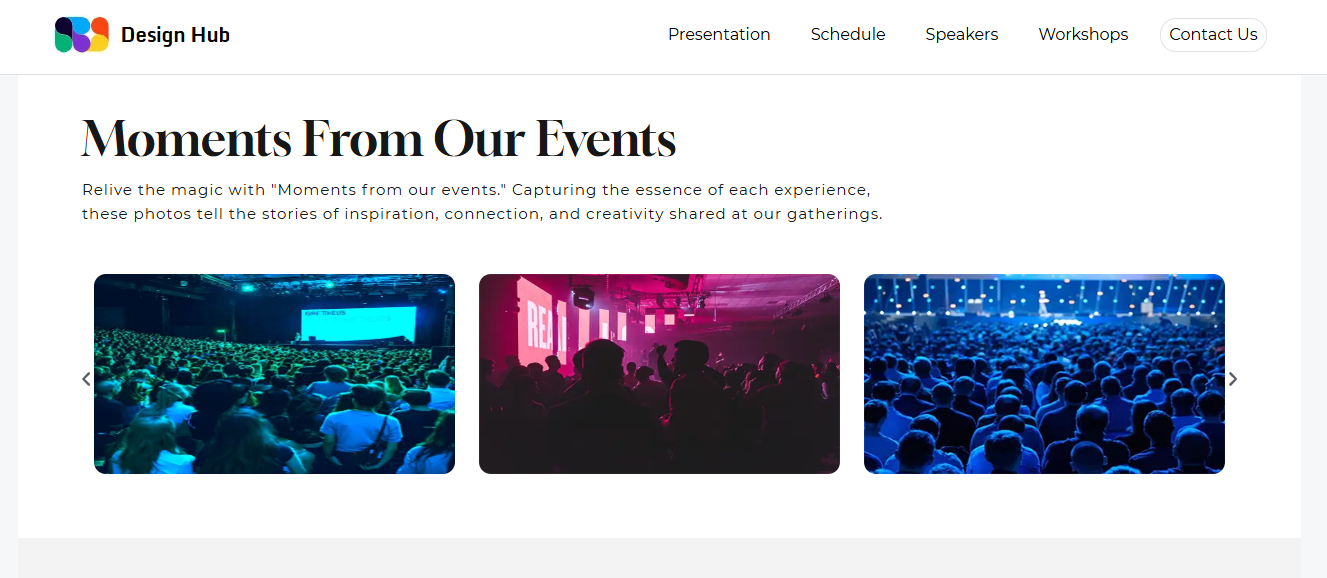 Design Hub
Presentation
Schedule
Speakers
Workshops
Contact Us
Moments From Our Events
Relive the magic with "Moments from our events." Capturing the essence of each experience,
these photos tell the stories of inspiration, connection, and creativity shared at our gatherings.